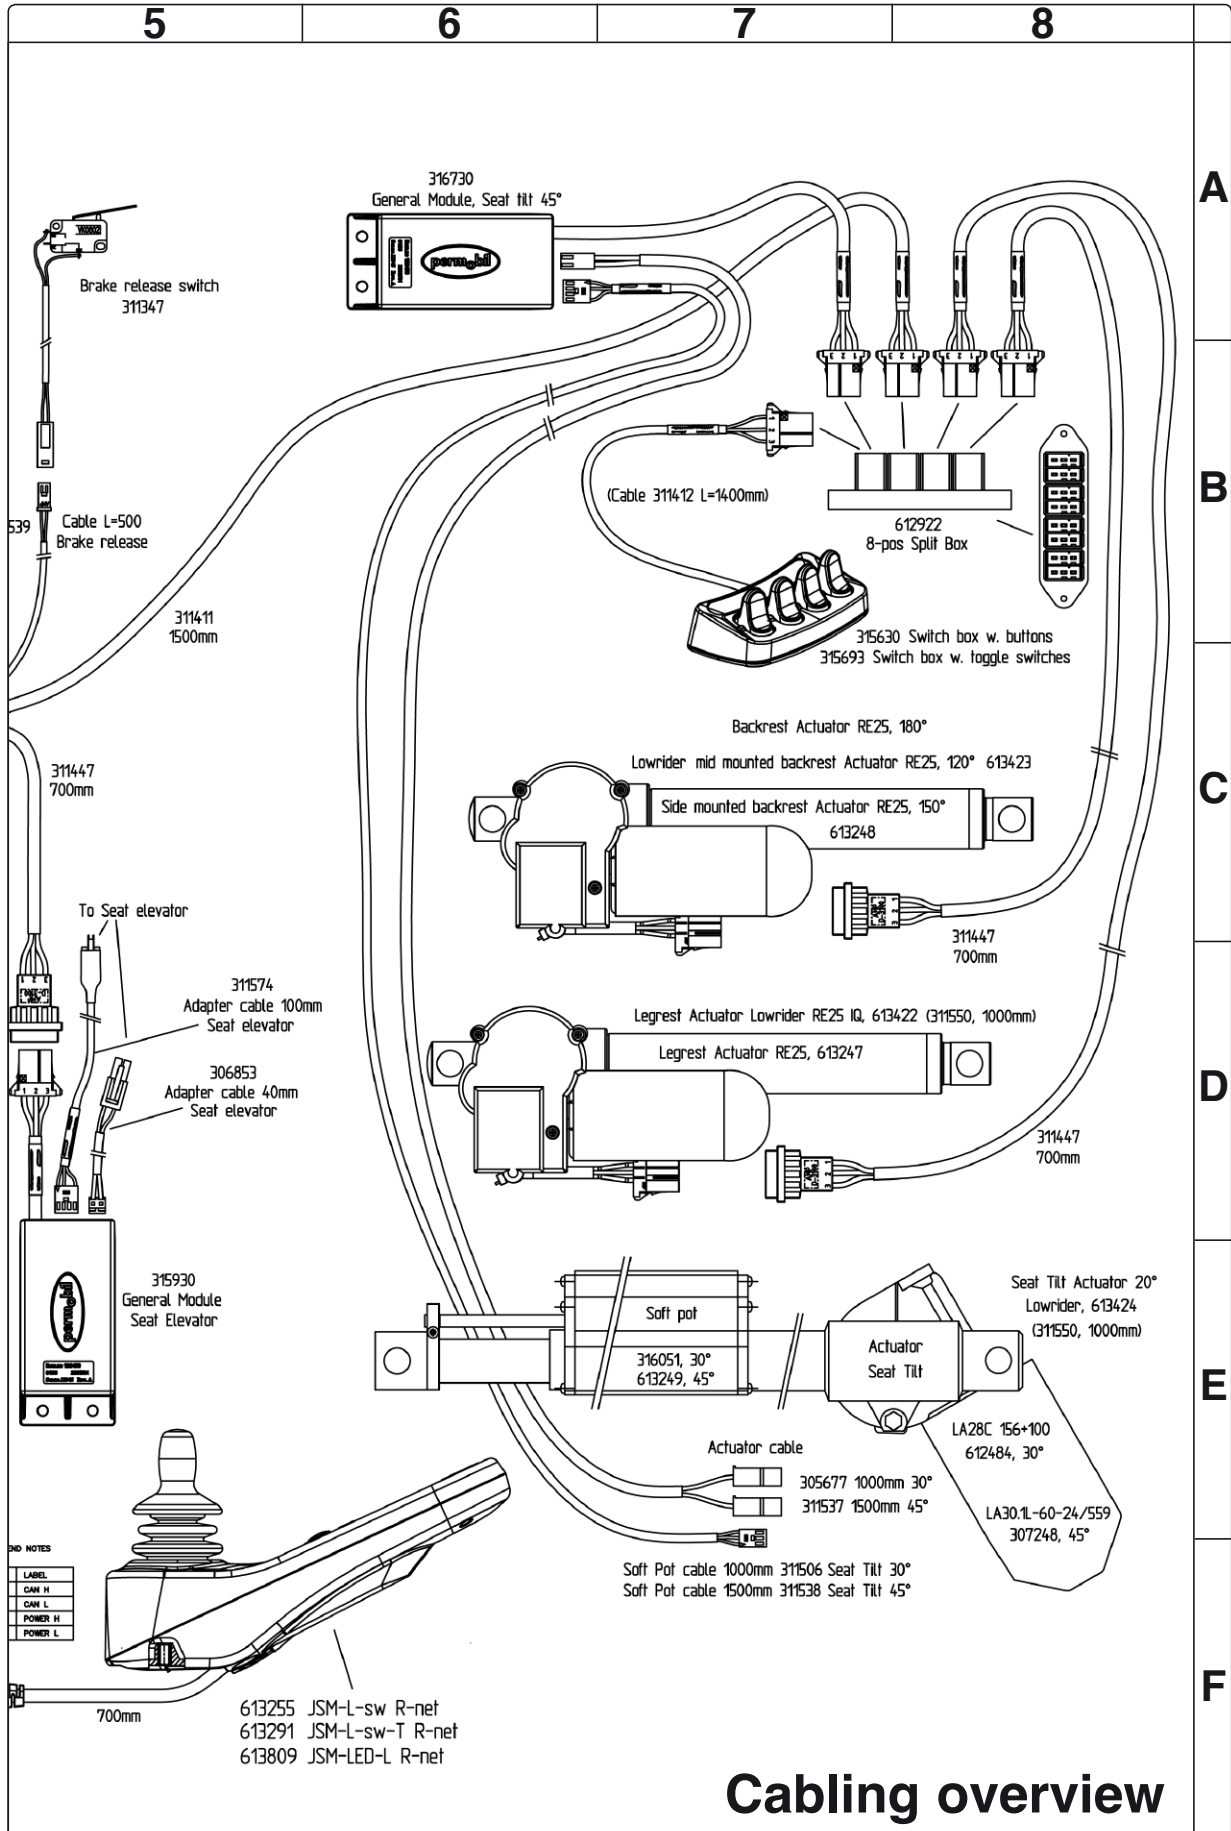 5 6 7 8
A
B
C
D
E
F
316730
General Module, Seat tilt 45°
permobil
Brake release switch
311347
539
Cable L=500
Brake release
311411
1500mm
(Cable 311412 L=1400mm)
612922
8-pos Split Box
315630 Switch box w. buttons
315693 Switch box w. toggle switches
Backrest Actuator RE25, 180°
Lowrider mid mounted backrest Actuator RE25, 120° 613423
Side mounted backrest Actuator RE25, 150°
613248
311447
700mm
311447
700mm
To Seat elevator
311574
Adapter cable 100mm
Seat elevator
306853
Adapter cable 40mm
Seat elevator
Legrest Actuator Lowrider RE25 IQ, 613422 (311550, 1000mm)
Legrest Actuator RE25, 613247
311447
700mm
315930
General Module
Seat Elevator
permobil
Soft pot
316051, 30°
613249, 45°
Actuator
Seat Tilt
Seat Tilt Actuator 20°
Lowrider, 613424
(311550, 1000mm)
LA28C 156+100
612484, 30°
LA30.1L-60-24/559
307248, 45°
Actuator cable
305677 1000mm 30°
311537 1500mm 45°
Soft Pot cable 1000mm 311506 Seat Tilt 30°
Soft Pot cable 1500mm 311538 Seat Tilt 45°
END NOTES
LABEL
CAN H
CAN L
POWER H
POWER L
700mm
613255 JSM-L-sw R-net
613291 JSM-L-sw-T R-net
613809 JSM-LED-L R-net
Cabling overview